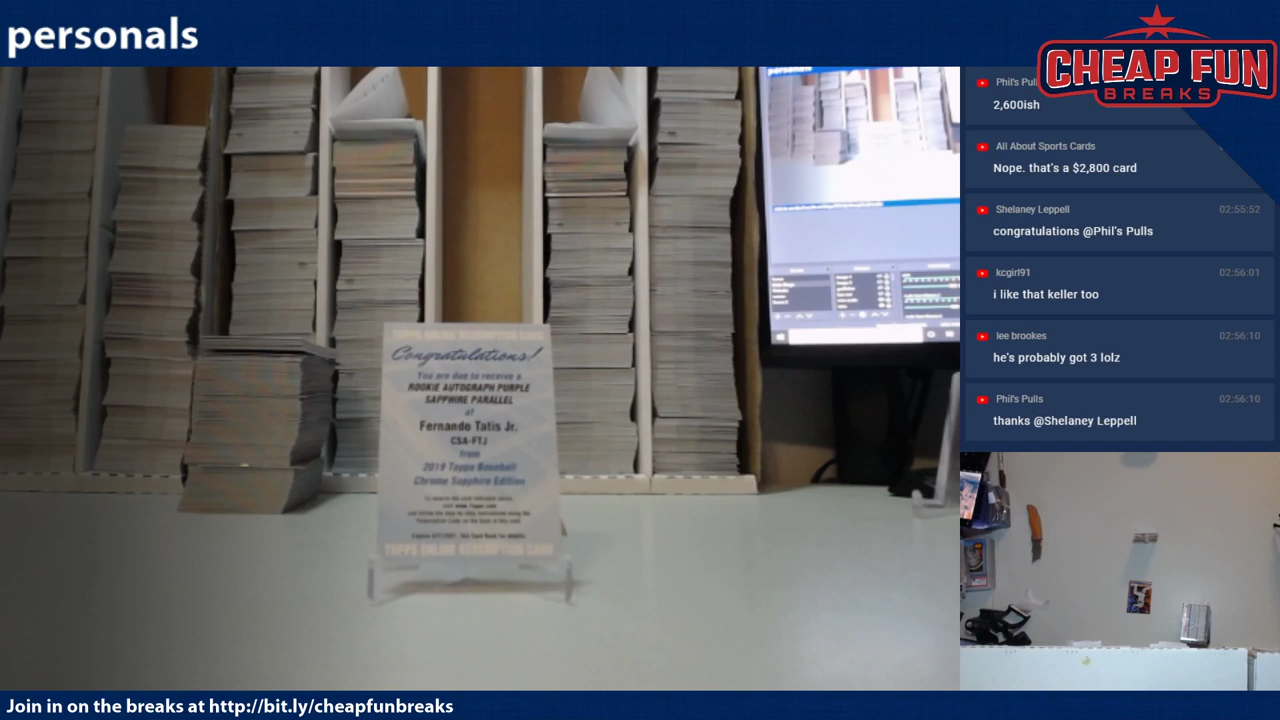 personals
CHEAP FUN
BREAKS
Phil's Pul
2,600ish
All About Sports Cards
Nope. that's a $2,800 card
Shelaney Leppell 02:55:52
congratulations @Phil's Pulls
kcgirl91 02:56:01
i like that keller too
lee brookes 02:56:10
he's probably got 3 lolz
Phil's Pulls 02:56:10
thanks @Shelaney Leppell
TOPPS ONLINE REDEMPTION CARD
Congratulations!
You are due to receive a
ROOKIE AUTOGRAPH PURPLE
SAPPHIRE PARALLEL
of
Fernando Tatis Jr.
CSA-FTJ
from
2019 Topps Baseball
Chrome Sapphire Edition
TOPPS ONLINE REDEMPTION CARD
Join in on the breaks at http://bit.ly/cheapfunbreaks